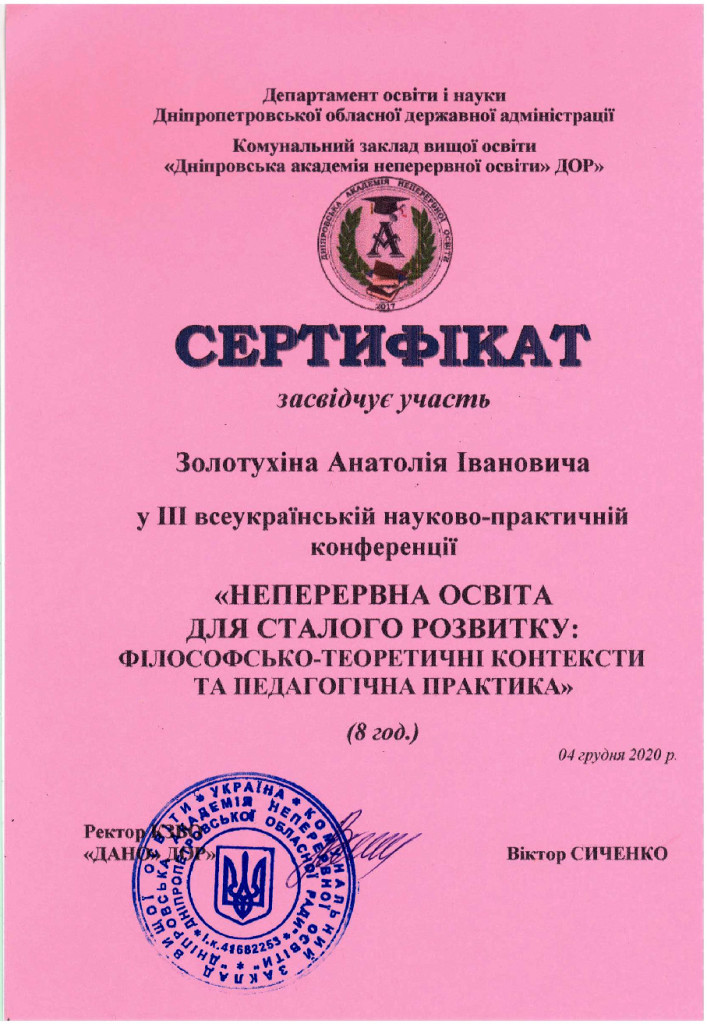 Департамент освіти і науки
Дніпропетровської обласної державної адміністрації
Комунальний заклад вищої освіти
«Дніпровська академія неперервної освіти» ДОР»
ДНІПРОВСЬКА АКАДЕМІЯ НЕПЕРЕРВНОЇ ОСВІТИ
А
2017
СЕРТИФІКАТ
засвідчує участь
Золотухіна Анатолія Івановича
у ІІІ всеукраїнській науково-практичній
конференції
«НЕПЕРЕРВНА ОСВІТА
ДЛЯ СТАЛОГО РОЗВИТКУ:
ФІЛОСОФСЬКО-ТЕОРЕТИЧНІ КОНТЕКСТИ
ТА ПЕДАГОГІЧНА ПРАКТИКА»
(8 год.)
04 грудня 2020 р.
Ректор КЗВО
«ДАНО» ДОР»
Віктор СИЧЕНКО
* УКРАЇНА * КОМУНАЛЬНИЙ ЗАКЛАД ВИЩОЇ ОСВІТИ
"ДНІПРОВСЬКА АКАДЕМІЯ НЕПЕРЕРВНОЇ ОСВІТИ" *
"ДНІПРОПЕТРОВСЬКОЇ ОБЛАСНОЇ РАДИ"
* І.К. 41682253 *